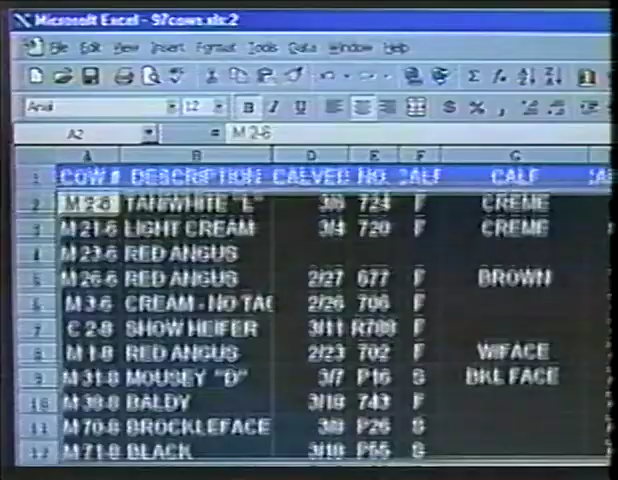 Microsoft Excel - 97cows.xls:2
File Edit View Insert Format Tools Data Window Help
Arial 12 B I U $ % ,
A2 = M 2-6
A B D E F G
1 COW # DESCRIPTION CALVED NO. CALF CALF
2 M 2-6 TAN/WHITE "L" 3/6 724 F CREME
3 M 21-6 LIGHT CREAM 3/4 720 F CREME
4 M 23-6 RED ANGUS
5 M 26-6 RED ANGUS 2/27 677 F BROWN
6 M 3-6 CREAM - NO TAG 2/26 706 F
7 C 2-8 SHOW HEIFER 3/11 R708 F
8 M 1-8 RED ANGUS 2/23 702 F W/FACE
9 M 31-8 MOUSEY "D" 3/7 P16 S BKL FACE
10 M 38-8 BALDY 3/18 743 F
11 M 70-8 BROCKLEFACE 3/8 P26 S
12 M 71-8 BLACK 3/18 P55 S